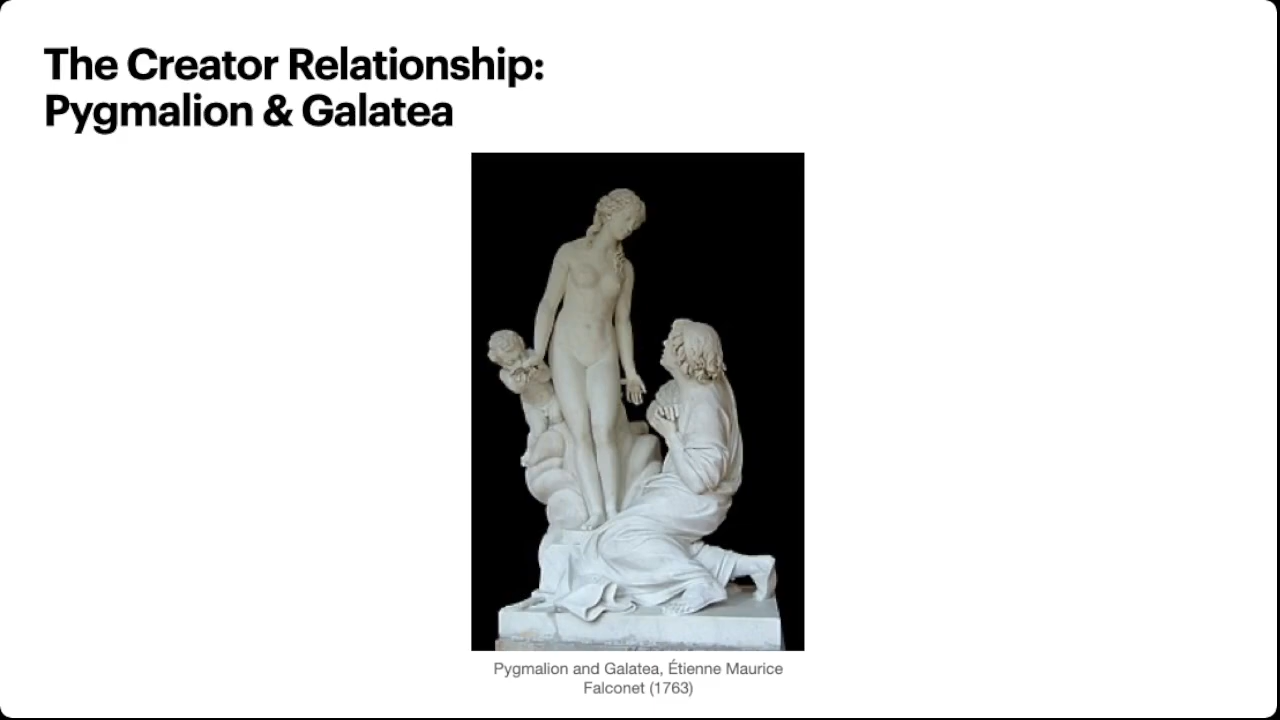 The Creator Relationship:
Pygmalion & Galatea
Pygmalion and Galatea, Étienne Maurice
Falconet (1763)